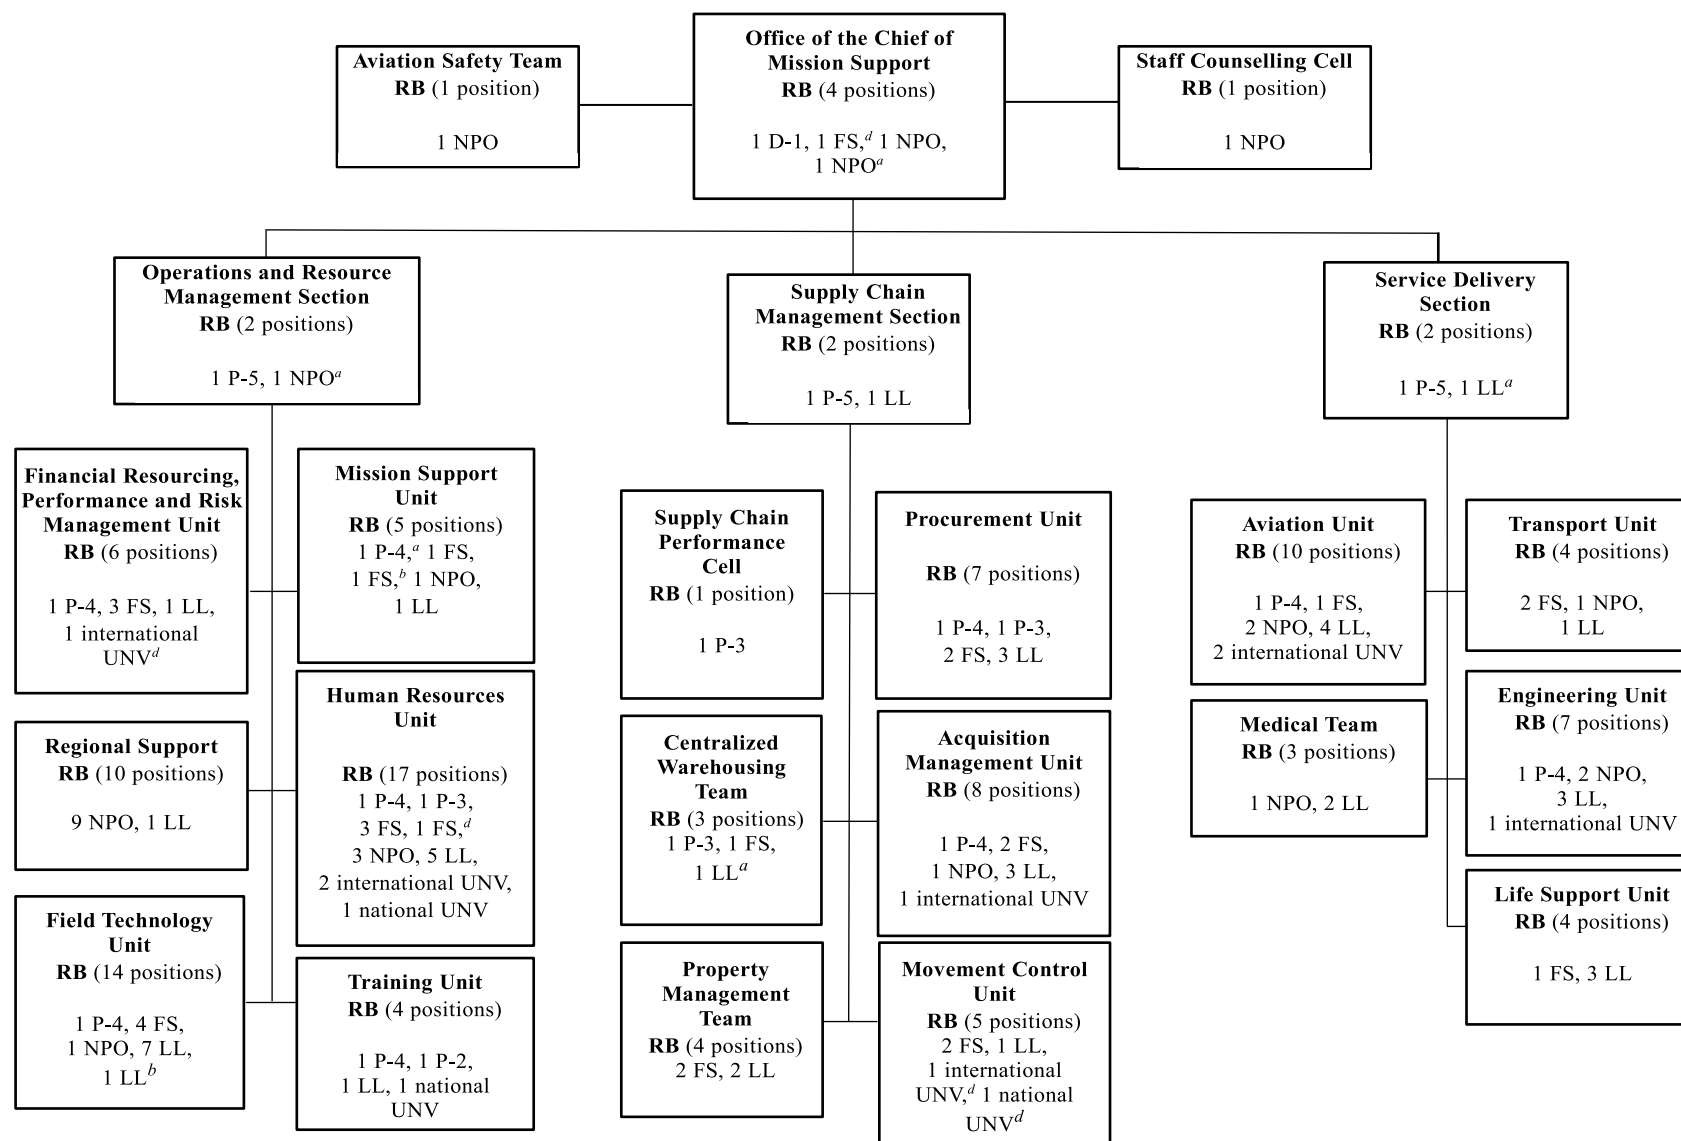 Aviation Safety Team
RB (1 position)
1 NPO
Office of the Chief of
Mission Support
RB (4 positions)
1 D-1, 1 FS,d 1 NPO,
1 NPOa
Staff Counselling Cell
RB (1 position)
1 NPO
Operations and Resource
Management Section
RB (2 positions)
1 P-5, 1 NPOa
Supply Chain
Management Section
RB (2 positions)
1 P-5, 1 LL
Service Delivery
Section
RB (2 positions)
1 P-5, 1 LLa
Financial Resourcing,
Performance and Risk
Management Unit
RB (6 positions)
1 P-4, 3 FS, 1 LL,
1 international
UNVd
Mission Support
Unit
RB (5 positions)
1 P-4,a 1 FS,
1 FS,b 1 NPO,
1 LL
Regional Support
RB (10 positions)
9 NPO, 1 LL
Human Resources
Unit
RB (17 positions)
1 P-4, 1 P-3,
3 FS, 1 FS,d
3 NPO, 5 LL,
2 international UNV,
1 national UNV
Field Technology
Unit
RB (14 positions)
1 P-4, 4 FS,
1 NPO, 7 LL,
1 LLb
Training Unit
RB (4 positions)
1 P-4, 1 P-2,
1 LL, 1 national
UNV
Supply Chain
Performance
Cell
RB (1 position)
1 P-3
Procurement Unit
RB (7 positions)
1 P-4, 1 P-3,
2 FS, 3 LL
Centralized
Warehousing
Team
RB (3 positions)
1 P-3, 1 FS,
1 LLa
Acquisition
Management Unit
RB (8 positions)
1 P-4, 2 FS,
1 NPO, 3 LL,
1 international UNV
Property
Management
Team
RB (4 positions)
2 FS, 2 LL
Movement Control
Unit
RB (5 positions)
2 FS, 1 LL,
1 international
UNV,d 1 national
UNVd
Aviation Unit
RB (10 positions)
1 P-4, 1 FS,
2 NPO, 4 LL,
2 international UNV
Transport Unit
RB (4 positions)
2 FS, 1 NPO,
1 LL
Medical Team
RB (3 positions)
1 NPO, 2 LL
Engineering Unit
RB (7 positions)
1 P-4, 2 NPO,
3 LL,
1 international UNV
Life Support Unit
RB (4 positions)
1 FS, 3 LL